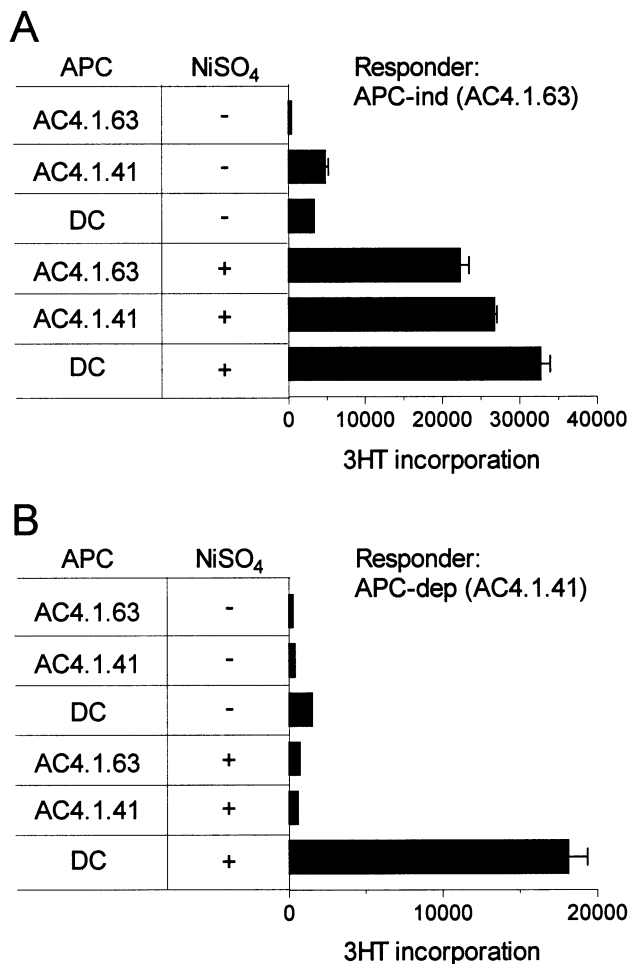 A
APC NiSO4 Responder:
APC-ind (AC4.1.63)
AC4.1.63 -
AC4.1.41 -
DC -
AC4.1.63 +
AC4.1.41 +
DC +
0 10000 20000 30000 40000
3HT incorporation
B
APC NiSO4 Responder:
APC-dep (AC4.1.41)
AC4.1.63 -
AC4.1.41 -
DC -
AC4.1.63 +
AC4.1.41 +
DC +
0 10000 20000
3HT incorporation